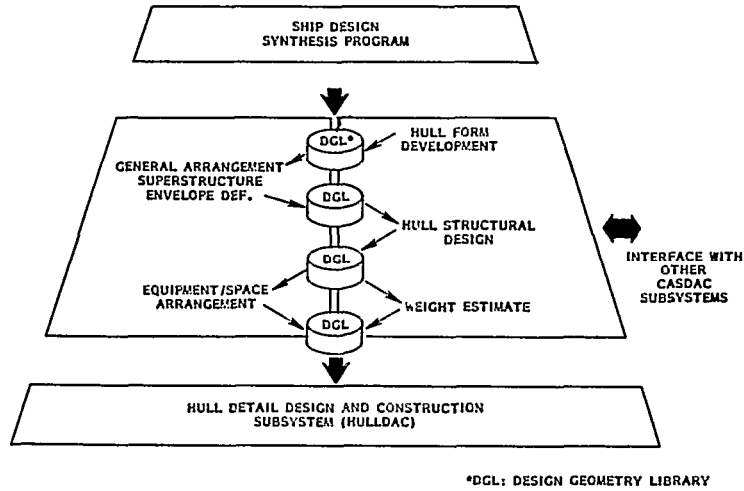 SHIP DESIGN
SYNTHESIS PROGRAM
DGL*
HULL FORM
DEVELOPMENT
GENERAL ARRANGEMENT
SUPERSTRUCTURE
ENVELOPE DEF.
DGL
HULL STRUCTURAL
DESIGN
DGL
INTERFACE WITH
OTHER
CASDAC
SUBSYSTEMS
EQUIPMENT/SPACE
ARRANGEMENT
WEIGHT ESTIMATE
DGL
HULL DETAIL DESIGN AND CONSTRUCTION
SUBSYSTEM (HULLDAC)
*DGL: DESIGN GEOMETRY LIBRARY